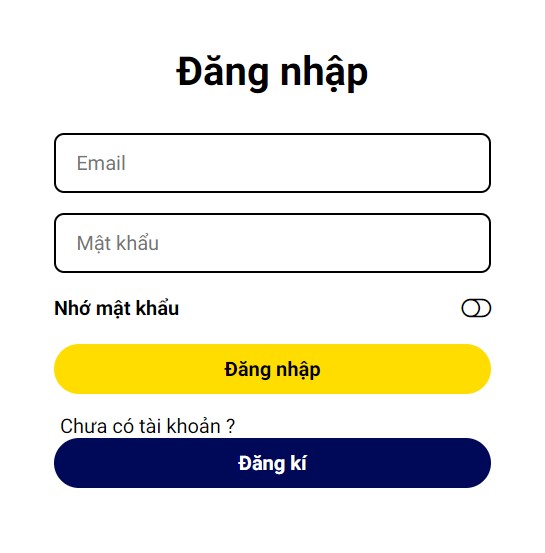 Đăng nhập
Email
Mật khẩu
Nhớ mật khẩu
Đăng nhập
Chưa có tài khoản ?
Đăng kí